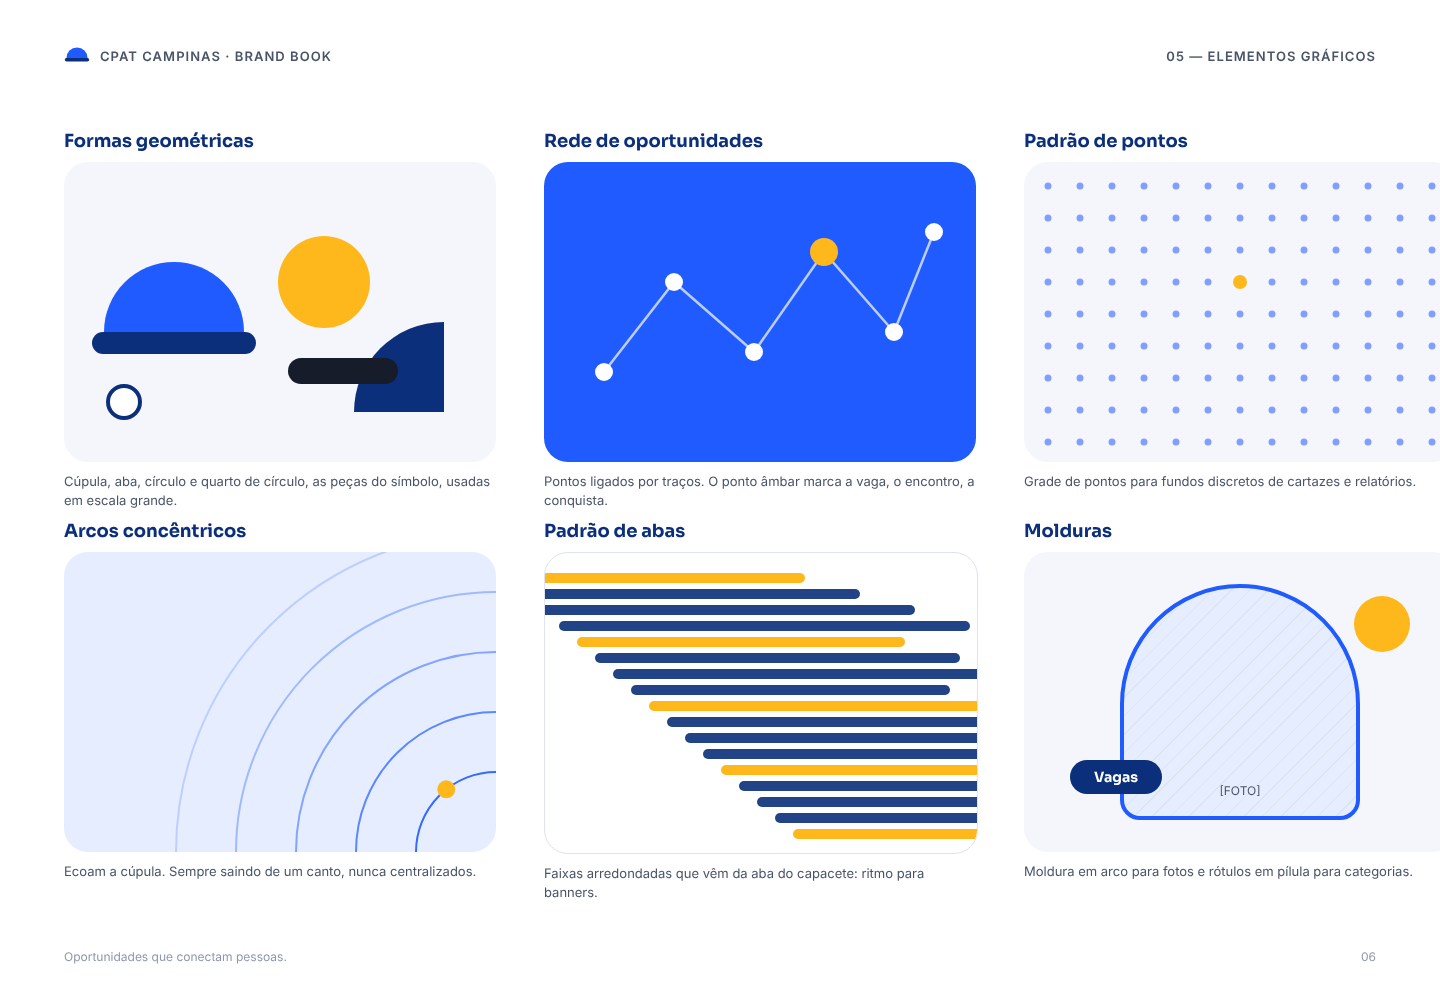 CPAT CAMPINAS · BRAND BOOK
05 — ELEMENTOS GRÁFICOS
Formas geométricas
Rede de oportunidades
Padrão de pontos
Cúpula, aba, círculo e quarto de círculo, as peças do símbolo, usadas
em escala grande.
Pontos ligados por traços. O ponto âmbar marca a vaga, o encontro, a
conquista.
Grade de pontos para fundos discretos de cartazes e relatórios.
Arcos concêntricos
Padrão de abas
Molduras
Vagas
[FOTO]
Ecoam a cúpula. Sempre saindo de um canto, nunca centralizados.
Faixas arredondadas que vêm da aba do capacete: ritmo para
banners.
Moldura em arco para fotos e rótulos em pílula para categorias.
Oportunidades que conectam pessoas.
06